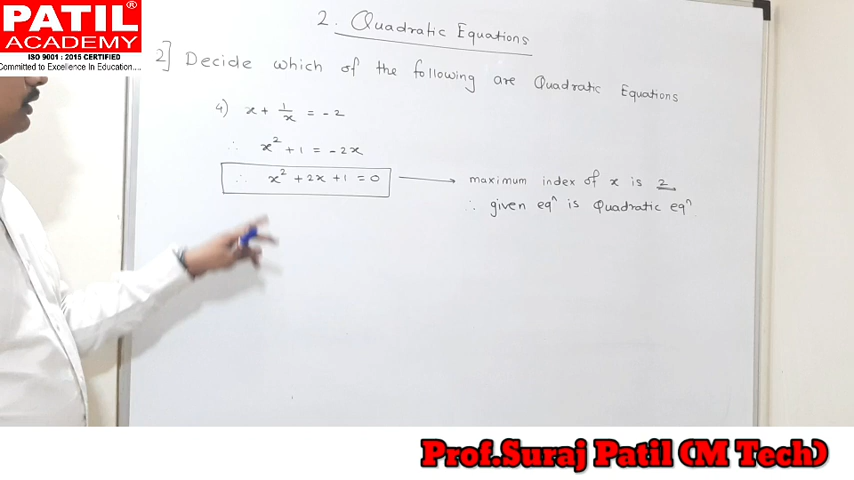 PATIL
ACADEMY
ISO 9001 : 2015 CERTIFIED
Committed to Excellence In Education....
2. Quadratic Equations
2] Decide which of the following are Quadratic Equations
4) x + 1/x = -2
∴ x² + 1 = -2x
∴ x² + 2x + 1 = 0 → maximum index of x is 2
∴ given eqⁿ is Quadratic eqⁿ
Prof.Suraj Patil (M Tech)